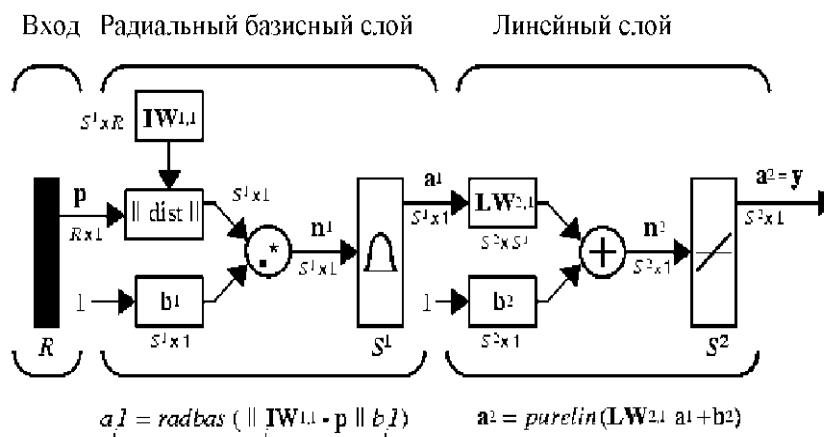 Вход Радиальный базисный слой Линейный слой
S¹xR IW1,1
p ‖ dist ‖ S¹x1 a1 LW2,1 a2 = y
Rx1 S¹x1 S²xS¹ S²x1
.* n1 + n2
S¹x1 S²x1
1 b1 1 b2
S¹x1 S²x1
R S¹ S²
a1 = radbas ( ‖ IW1,1 - p ‖ b1) a2 = purelin(LW2,1 a1+b2)